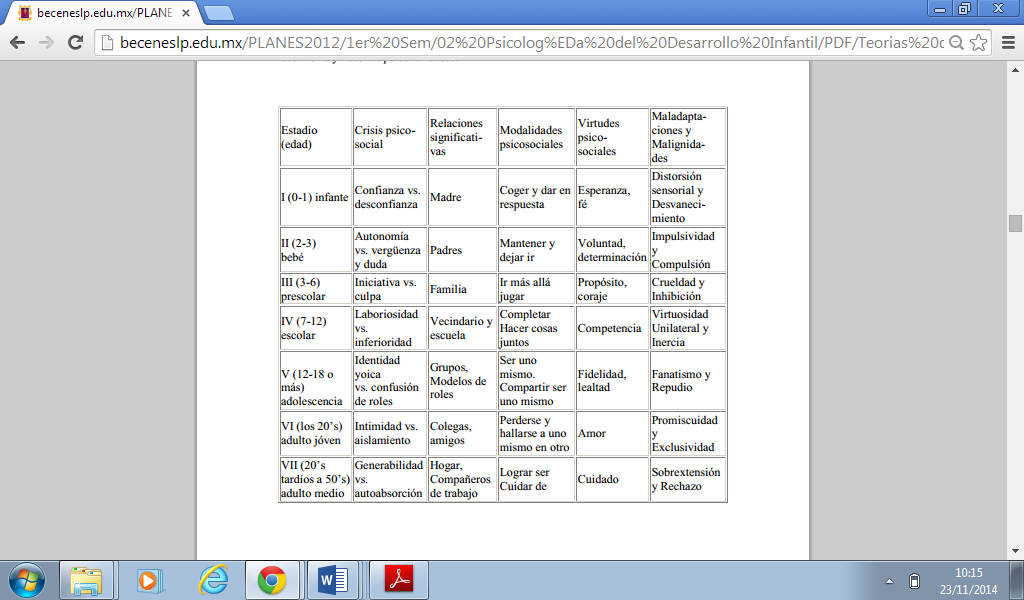 beceneslp.edu.mx/PLANE
beceneslp.edu.mx/PLANES2012/1er%20Sem/02%20Psicolog%EDa%20del%20Desarrollo%20Infantil/PDF/Teorias%20c
Estadio
(edad)
Crisis psico-
social
Relaciones
significati-
vas
Modalidades
psicosociales
Virtudes
psico-
sociales
Maladapta-
ciones y
Malignida-
des
I (0-1) infante
Confianza vs.
desconfianza
Madre
Coger y dar en
respuesta
Esperanza,
fé
Distorsión
sensorial y
Desvaneci-
miento
II (2-3)
bebé
Autonomía
vs. vergüenza
y duda
Padres
Mantener y
dejar ir
Voluntad,
determinación
Impulsividad
y
Compulsión
III (3-6)
prescolar
Iniciativa vs.
culpa
Familia
Ir más allá
jugar
Propósito,
coraje
Crueldad y
Inhibición
IV (7-12)
escolar
Laboriosidad
vs.
inferioridad
Vecindario y
escuela
Completar
Hacer cosas
juntos
Competencia
Virtuosidad
Unilateral y
Inercia
V (12-18 o
más)
adolescencia
Identidad
yoica
vs. confusión
de roles
Grupos,
Modelos de
roles
Ser uno
mismo.
Compartir ser
uno mismo
Fidelidad,
lealtad
Fanatismo y
Repudio
VI (los 20’s)
adulto jóven
Intimidad vs.
aislamiento
Colegas,
amigos
Perderse y
hallarse a uno
mismo en otro
Amor
Promiscuidad
y
Exclusividad
VII (20’s
tardíos a 50’s)
adulto medio
Generabilidad
vs.
autoabsorción
Hogar,
Compañeros
de trabajo
Lograr ser
Cuidar de
Cuidado
Sobrextensión
y Rechazo
10:15
23/11/2014